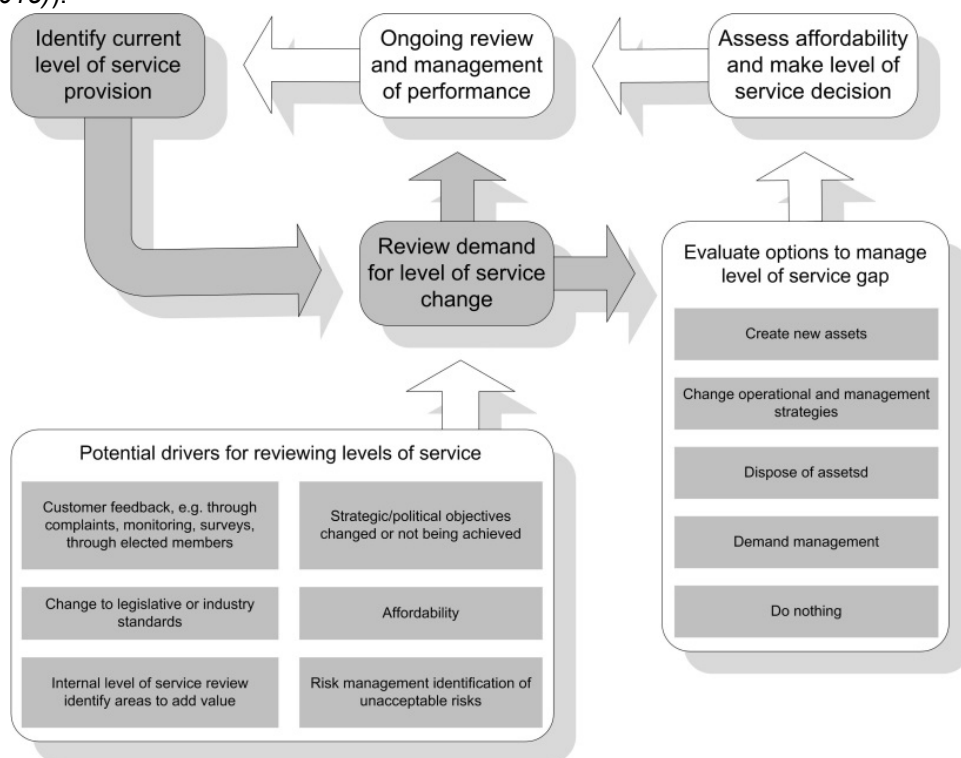 013)).
Identify current
level of service
provision
Ongoing review
and management
of performance
Assess affordability
and make level of
service decision
Review demand
for level of service
change
Evaluate options to manage
level of service gap
Create new assets
Change operational and management
strategies
Dispose of assetsd
Demand management
Do nothing
Potential drivers for reviewing levels of service
Customer feedback, e.g. through
complaints, monitoring, surveys,
through elected members
Strategic/political objectives
changed or not being achieved
Change to legislative or industry
standards
Affordability
Internal level of service review
identify areas to add value
Risk management identification of
unacceptable risks